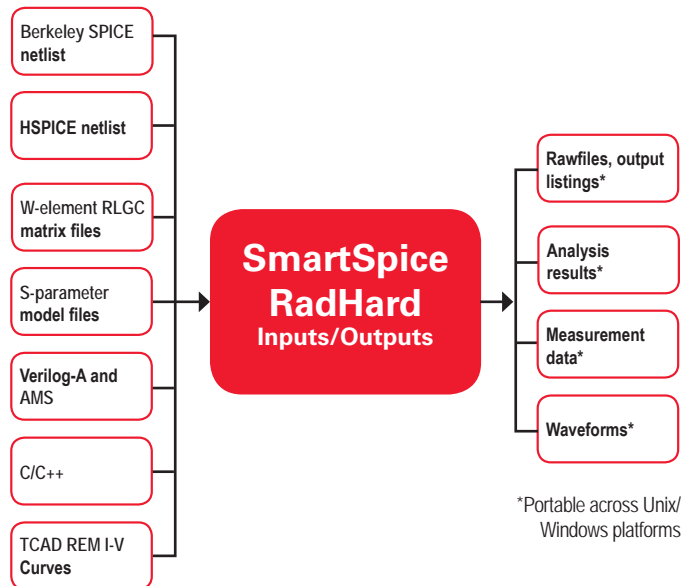 Berkeley SPICE
netlist
HSPICE netlist
W-element RLGC
matrix files
S-parameter
model files
Verilog-A and
AMS
C/C++
TCAD REM I-V
Curves
SmartSpice
RadHard
Inputs/Outputs
Rawfiles, output
listings*
Analysis
results*
Measurement
data*
Waveforms*
*Portable across Unix/
Windows platforms